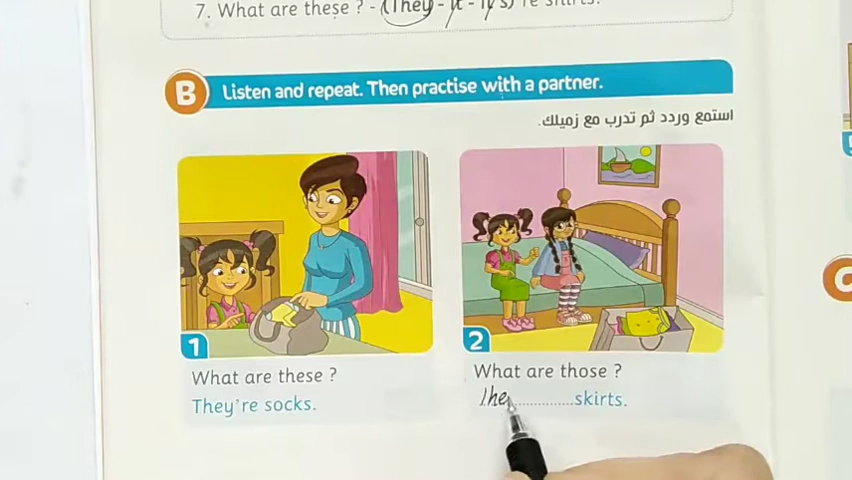 7. What are these ? - (They - it - It's) re skirts.
B Listen and repeat. Then practise with a partner.
استمع وردد ثم تدرب مع زميلك.
1
2
What are these ?
They're socks.
What are those ?
The..............skirts.
C